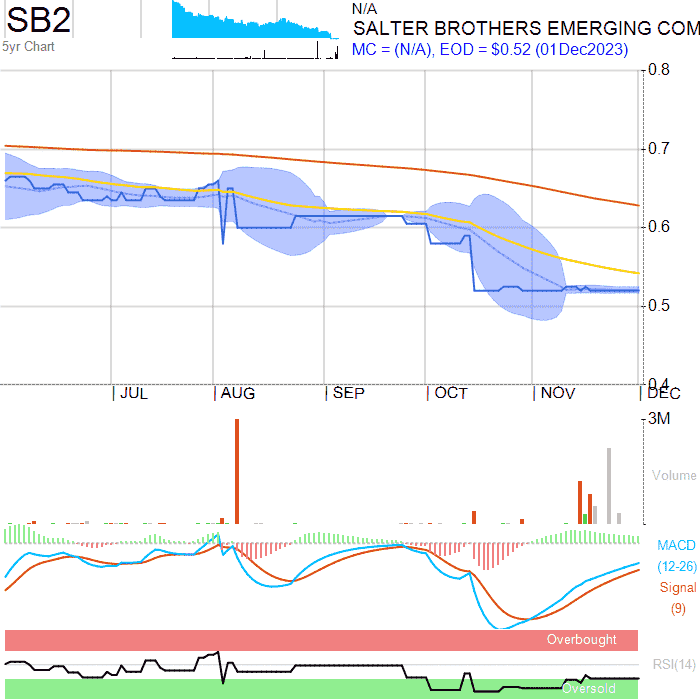 SB2
5yr Chart
N/A
SALTER BROTHERS EMERGING COM
MC = (N/A), EOD = $0.52 (01Dec2023)
0.8
0.7
0.6
0.5
0.4
JUL AUG SEP OCT NOV DEC
3M
Volume
MACD
(12-26)
Signal
(9)
Overbought
RSI(14)
Oversold